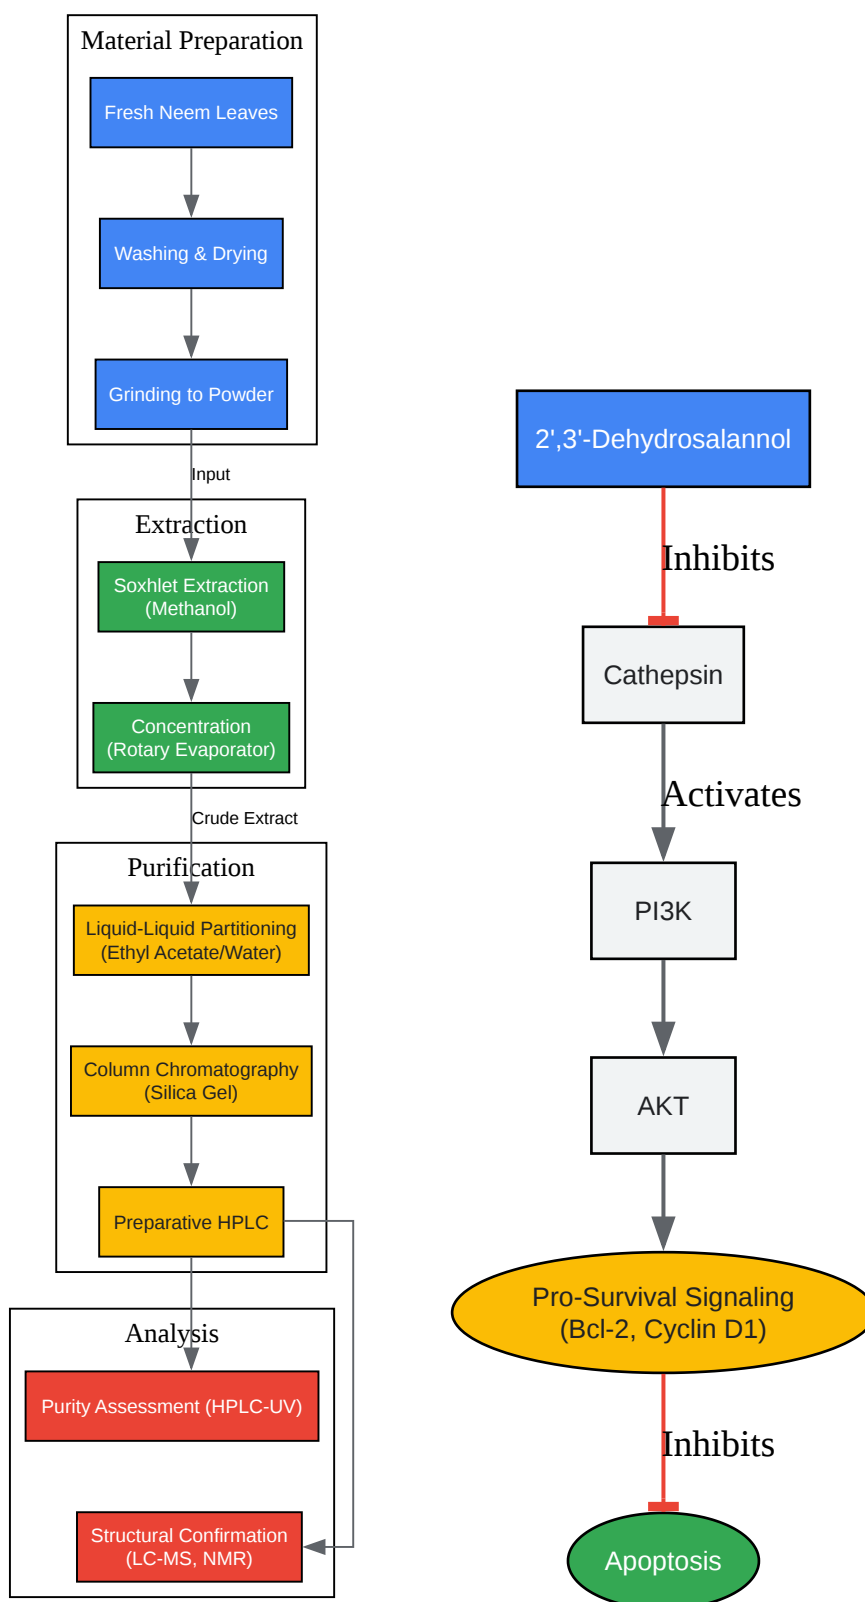 Material Preparation
Fresh Neem Leaves
Washing & Drying
Grinding to Powder
Input
Extraction
Soxhlet Extraction
(Methanol)
Concentration
(Rotary Evaporator)
Crude Extract
Purification
Liquid-Liquid Partitioning
(Ethyl Acetate/Water)
Column Chromatography
(Silica Gel)
Preparative HPLC
Analysis
Purity Assessment (HPLC-UV)
Structural Confirmation
(LC-MS, NMR)
2',3'-Dehydrosalannol
Inhibits
Cathepsin
Activates
PI3K
AKT
Pro-Survival Signaling
(Bcl-2, Cyclin D1)
Inhibits
Apoptosis